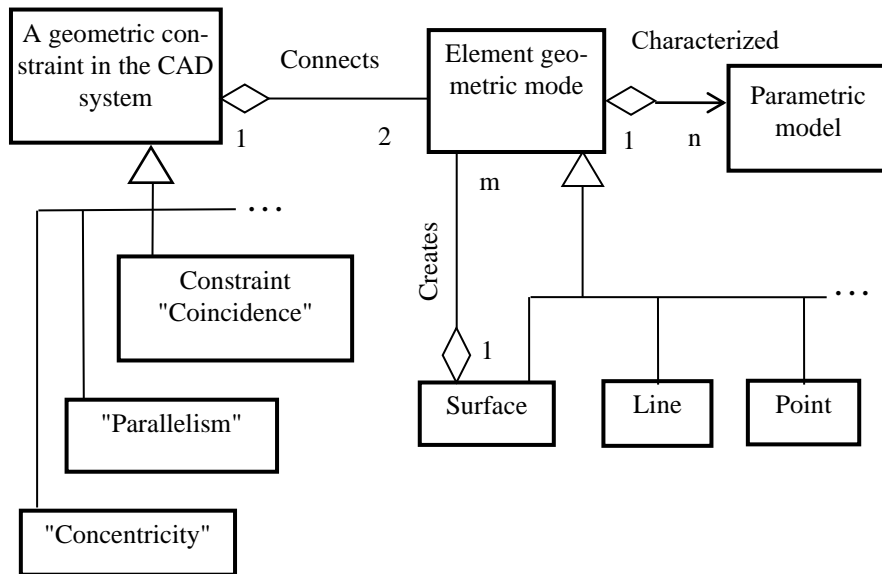 A geometric con-
straint in the CAD
system
Connects
1
2
Element geo-
metric mode
Characterized
1
n
Parametric
model
m
Creates
1
...
Constraint
"Coincidence"
"Parallelism"
"Concentricity"
...
Surface
Line
Point